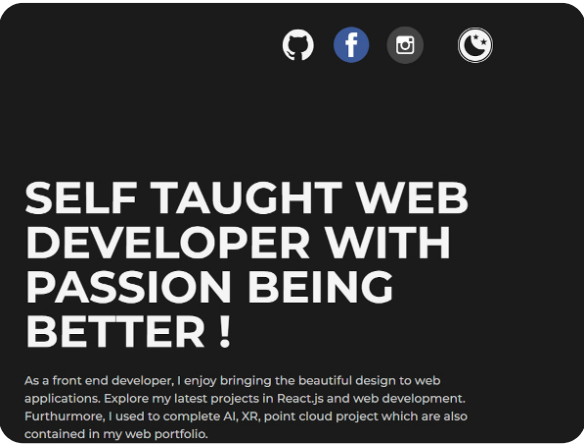 SELF TAUGHT WEB
DEVELOPER WITH
PASSION BEING
BETTER !
As a front end developer, I enjoy bringing the beautiful design to web
applications. Explore my latest projects in React.js and web development.
Furthurmore, I used to complete AI, XR, point cloud project which are also
contained in my web portfolio.